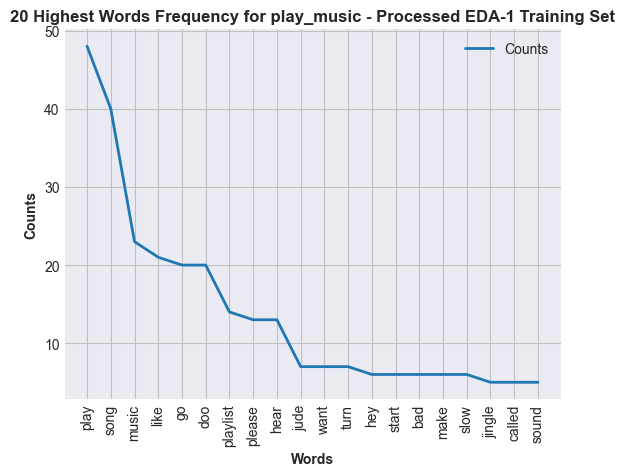 20 Highest Words Frequency for play_music - Processed EDA-1 Training Set
Counts
50
40
30
20
10
Counts
play
song
music
like
go
doo
playlist
please
hear
jude
want
turn
hey
start
bad
make
slow
jingle
called
sound
Words